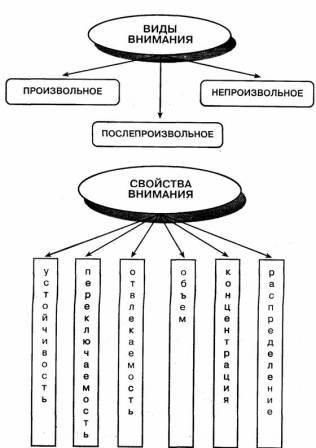 ВИДЫ
ВНИМАНИЯ
ПРОИЗВОЛЬНОЕ
НЕПРОИЗВОЛЬНОЕ
ПОСЛЕПРОИЗВОЛЬНОЕ
СВОЙСТВА
ВНИМАНИЯ
устойчивость
переключаемость
отвлекаемость
объем
концентрация
распределение